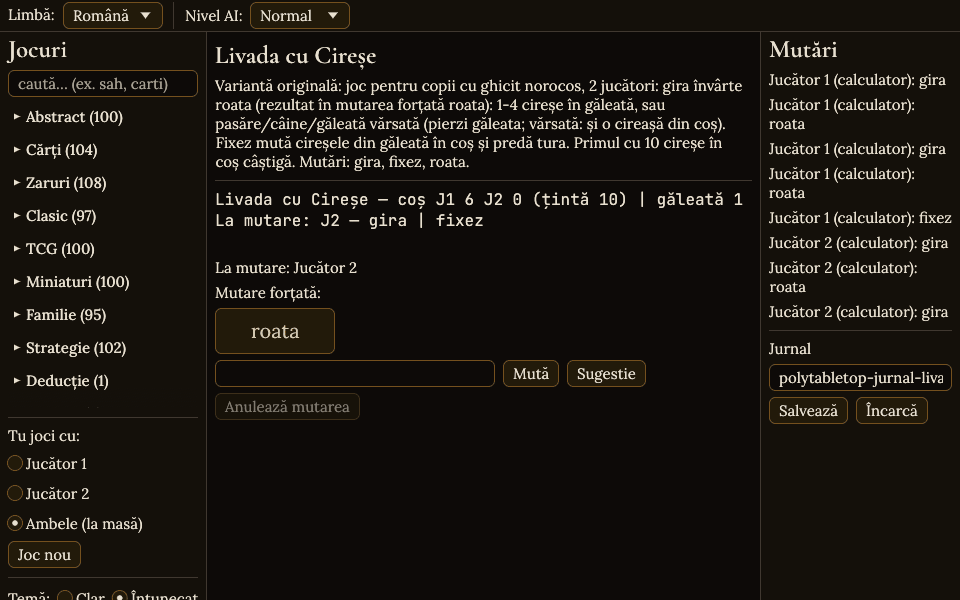 Limbă:
Română
Nivel AI:
Normal
Jocuri
caută... (ex. sah, carti)
Abstract (100)
Cărți (104)
Zaruri (108)
Clasic (97)
TCG (100)
Miniaturi (100)
Familie (95)
Strategie (102)
Deducție (1)
Tu joci cu:
Jucător 1
Jucător 2
Ambele (la masă)
Joc nou
Temă:
Clar
Întunecat
Livada cu Cireșe
Variantă originală: joc pentru copii cu ghicit norocos, 2 jucători: gira învârte
roata (rezultat în mutarea forțată roata): 1-4 cireșe în găleată, sau
pasăre/câine/găleată vărsată (pierzi găleata; vărsată: și o cireașă din coș).
Fixez mută cireșele din găleată în coș și predă tura. Primul cu 10 cireșe în
coș câștigă. Mutări: gira, fixez, roata.
Livada cu Cireșe — coș J1 6 J2 0 (țintă 10) | găleată 1
La mutare: J2 — gira | fixez
La mutare: Jucător 2
Mutare forțată:
roata
Mută
Sugestie
Anulează mutarea
Mutări
Jucător 1 (calculator): gira
Jucător 1 (calculator):
roata
Jucător 1 (calculator): gira
Jucător 1 (calculator):
roata
Jucător 1 (calculator): fixez
Jucător 2 (calculator): gira
Jucător 2 (calculator):
roata
Jucător 2 (calculator): gira
Jurnal
polytabletop-jurnal-liva
Salvează
Încarcă